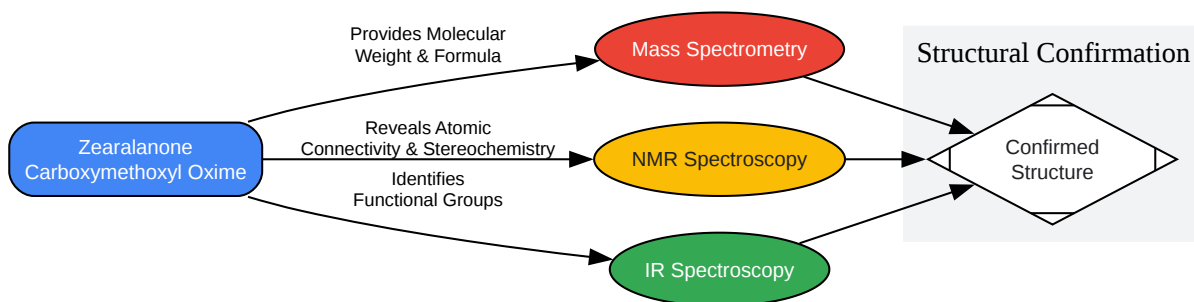 Zearalanone
Carboxymethoxyl Oxime
Provides Molecular
Weight & Formula
Reveals Atomic
Connectivity & Stereochemistry
Identifies
Functional Groups
Mass Spectrometry
NMR Spectroscopy
IR Spectroscopy
Structural Confirmation
Confirmed
Structure